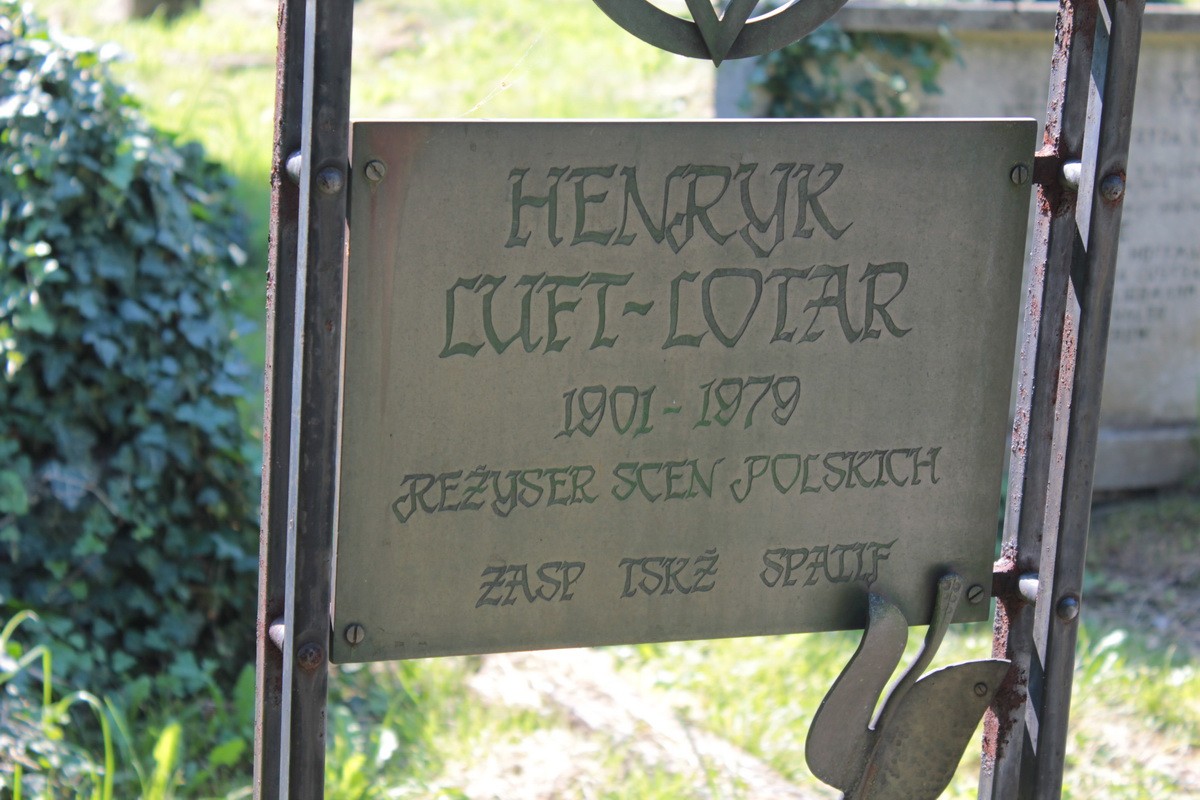 HENRYK
LUFT-LOTAR
1901-1979
REŻYSER SCEN POLSKICH
ZASP TSKŻ SPATIF